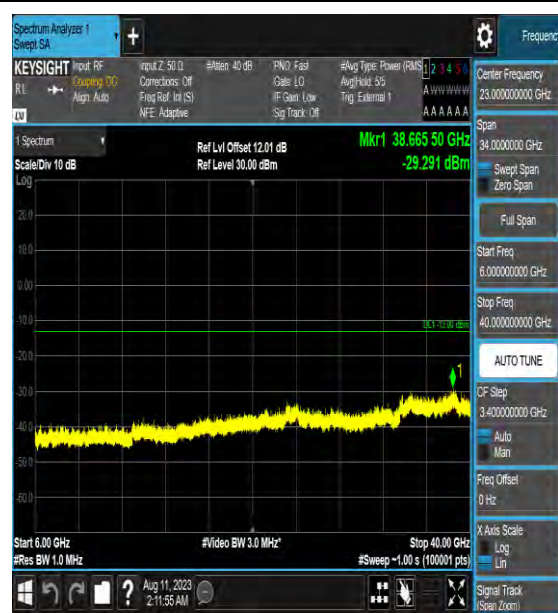 Spectrum Analyzer 1
Swept SA
+
Frequenc
KEYSIGHT
Input: RF
Input Z: 50 Ω
#Atten: 40 dB
PNO: Fast
#Avg Type: Power (RMS
1 2 3 4 5 6
RL
Coupling: DC
Corrections: Off
Gate: LO
Avg|Hold: 5/5
A W W W W W
Align: Auto
Freq Ref: Int (S)
IF Gain: Low
Trig: External 1
NFE: Adaptive
Sig Track: Off
A A A A A A
1 Spectrum
Ref Lvl Offset 12.01 dB
Mkr1 38.665 50 GHz
Scale/Div 10 dB
Ref Level 30.00 dBm
-29.291 dBm
Log
20.0
10.0
0.00
-10.0
DL1 -13.00 dBm
-20.0
1
-30.0
-40.0
-50.0
-60.0
Start 6.00 GHz
#Video BW 3.0 MHz*
Stop 40.00 GHz
#Res BW 1.0 MHz
#Sweep ~1.00 s (100001 pts)
Center Frequency
23.000000000 GHz
Span
34.0000000 GHz
Swept Span
Zero Span
Full Span
Start Freq
6.000000000 GHz
Stop Freq
40.000000000 GHz
AUTO TUNE
CF Step
3.400000000 GHz
Auto
Man
Freq Offset
0 Hz
X Axis Scale
Log
Lin
Signal Track
(Span Zoom)
?
Aug 11, 2023
2:11:55 AM